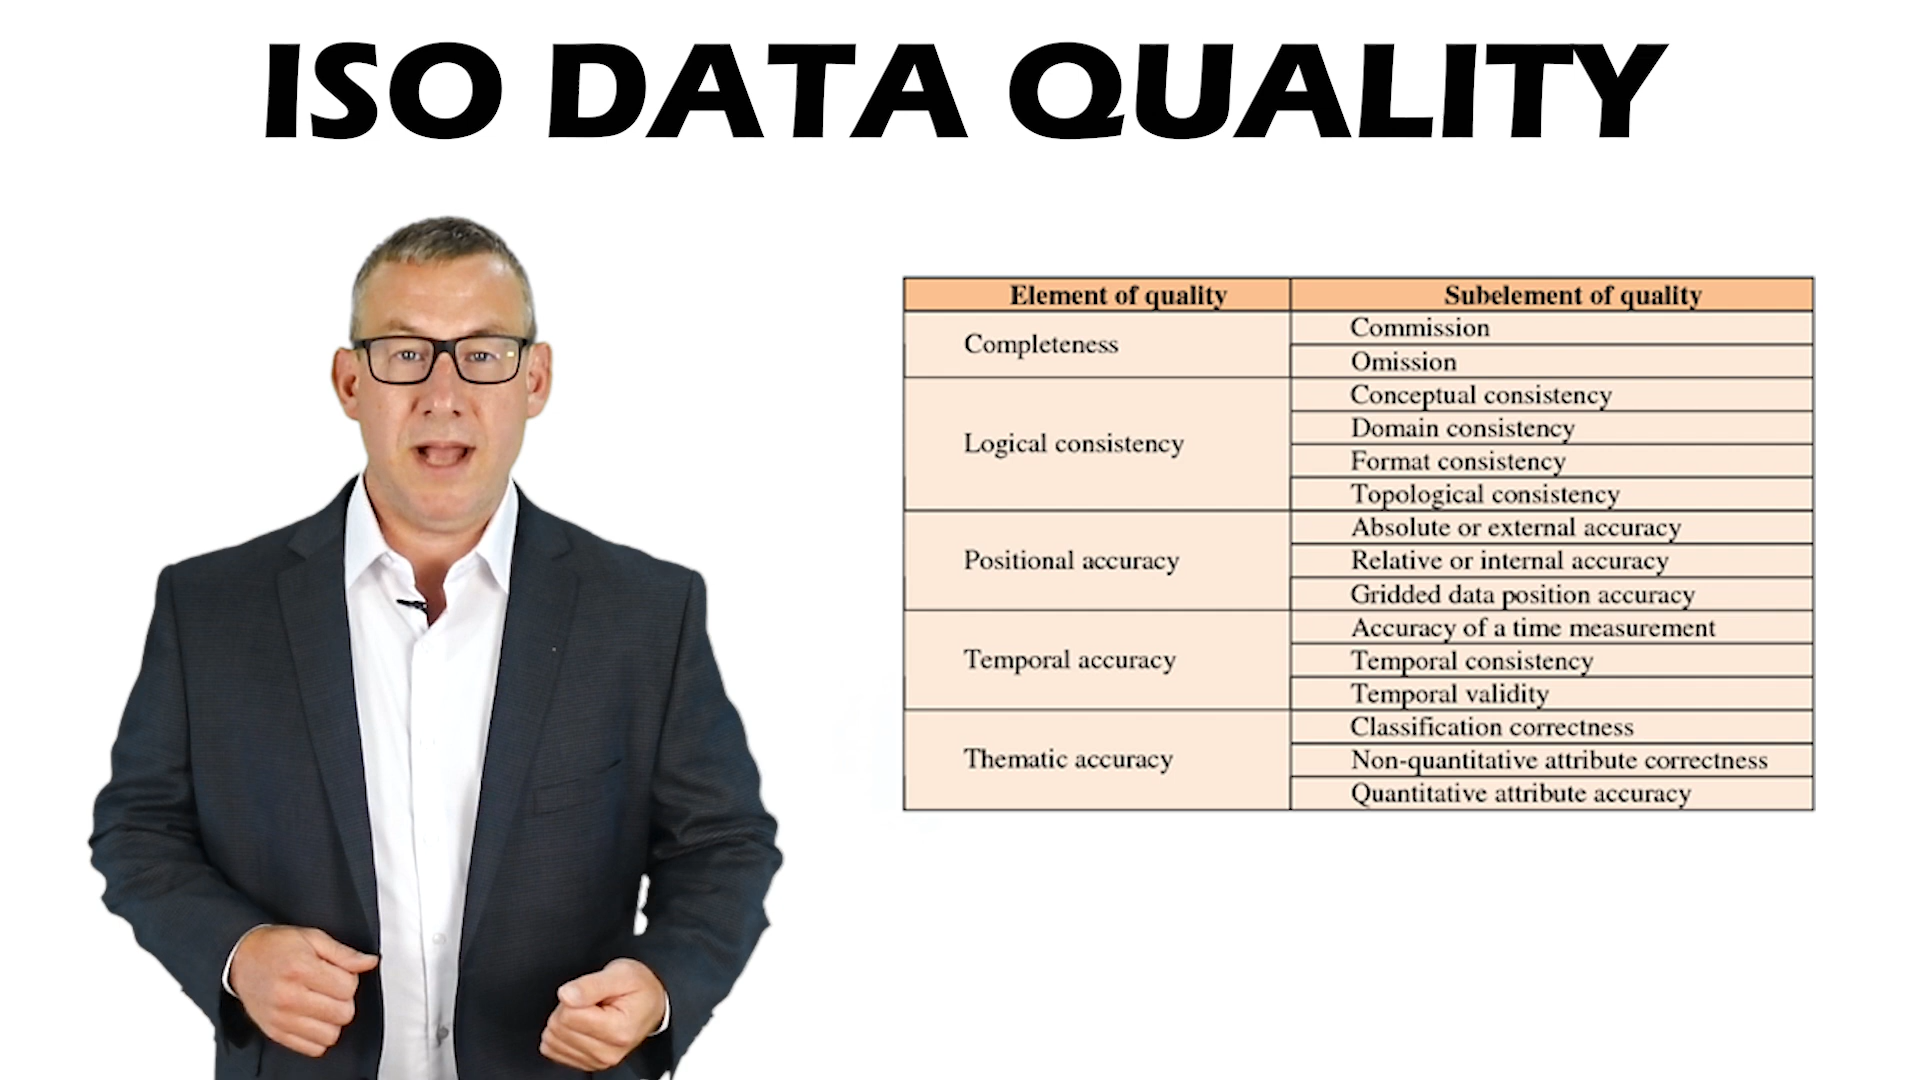 ISO DATA QUALITY
Element of quality Subelement of quality
Completeness
Commission
Omission
Logical consistency
Conceptual consistency
Domain consistency
Format consistency
Topological consistency
Positional accuracy
Absolute or external accuracy
Relative or internal accuracy
Gridded data position accuracy
Temporal accuracy
Accuracy of a time measurement
Temporal consistency
Temporal validity
Thematic accuracy
Classification correctness
Non-quantitative attribute correctness
Quantitative attribute accuracy